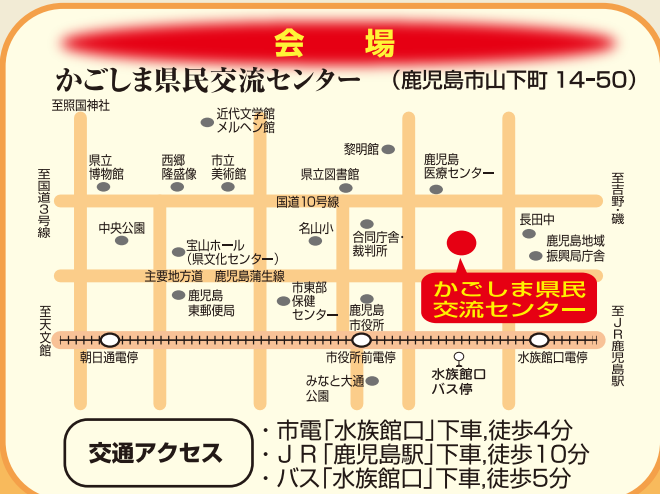 会 場
かごしま県民交流センター （鹿児島市山下町 14-50）
至照国神社
近代文学館
メルヘン館
黎明館
鹿児島
医療センター
県立
博物館
西郷
隆盛像
市立
美術館
県立図書館
至国道3号線
至吉野・磯
国道10号線
中央公園
宝山ホール
（県文化センター）
名山小
合同庁舎・
裁判所
長田中
鹿児島地域
振興局庁舎
主要地方道 鹿児島蒲生線
かごしま県民
交流センター
鹿児島
東郵便局
市東部
保健
センター
鹿児島
市役所
至天文館
至JR鹿児島駅
朝日通電停
市役所前電停
水族館口電停
水族館口
バス停
みなと大通
公園
交通アクセス
・市電「水族館口」下車,徒歩4分
・JR「鹿児島駅」下車,徒歩10分
・バス「水族館口」下車,徒歩5分